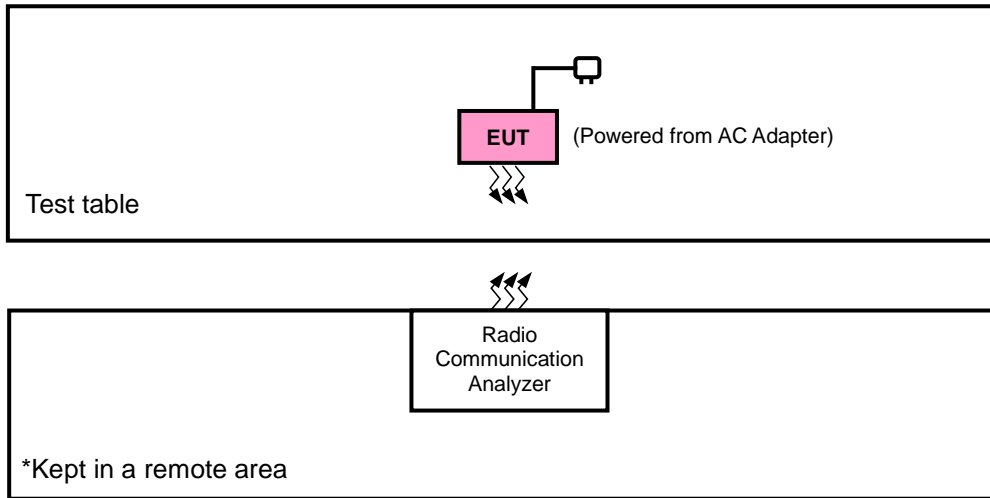 EUT
(Powered from AC Adapter)
Test table
Radio
Communication
Analyzer
*Kept in a remote area